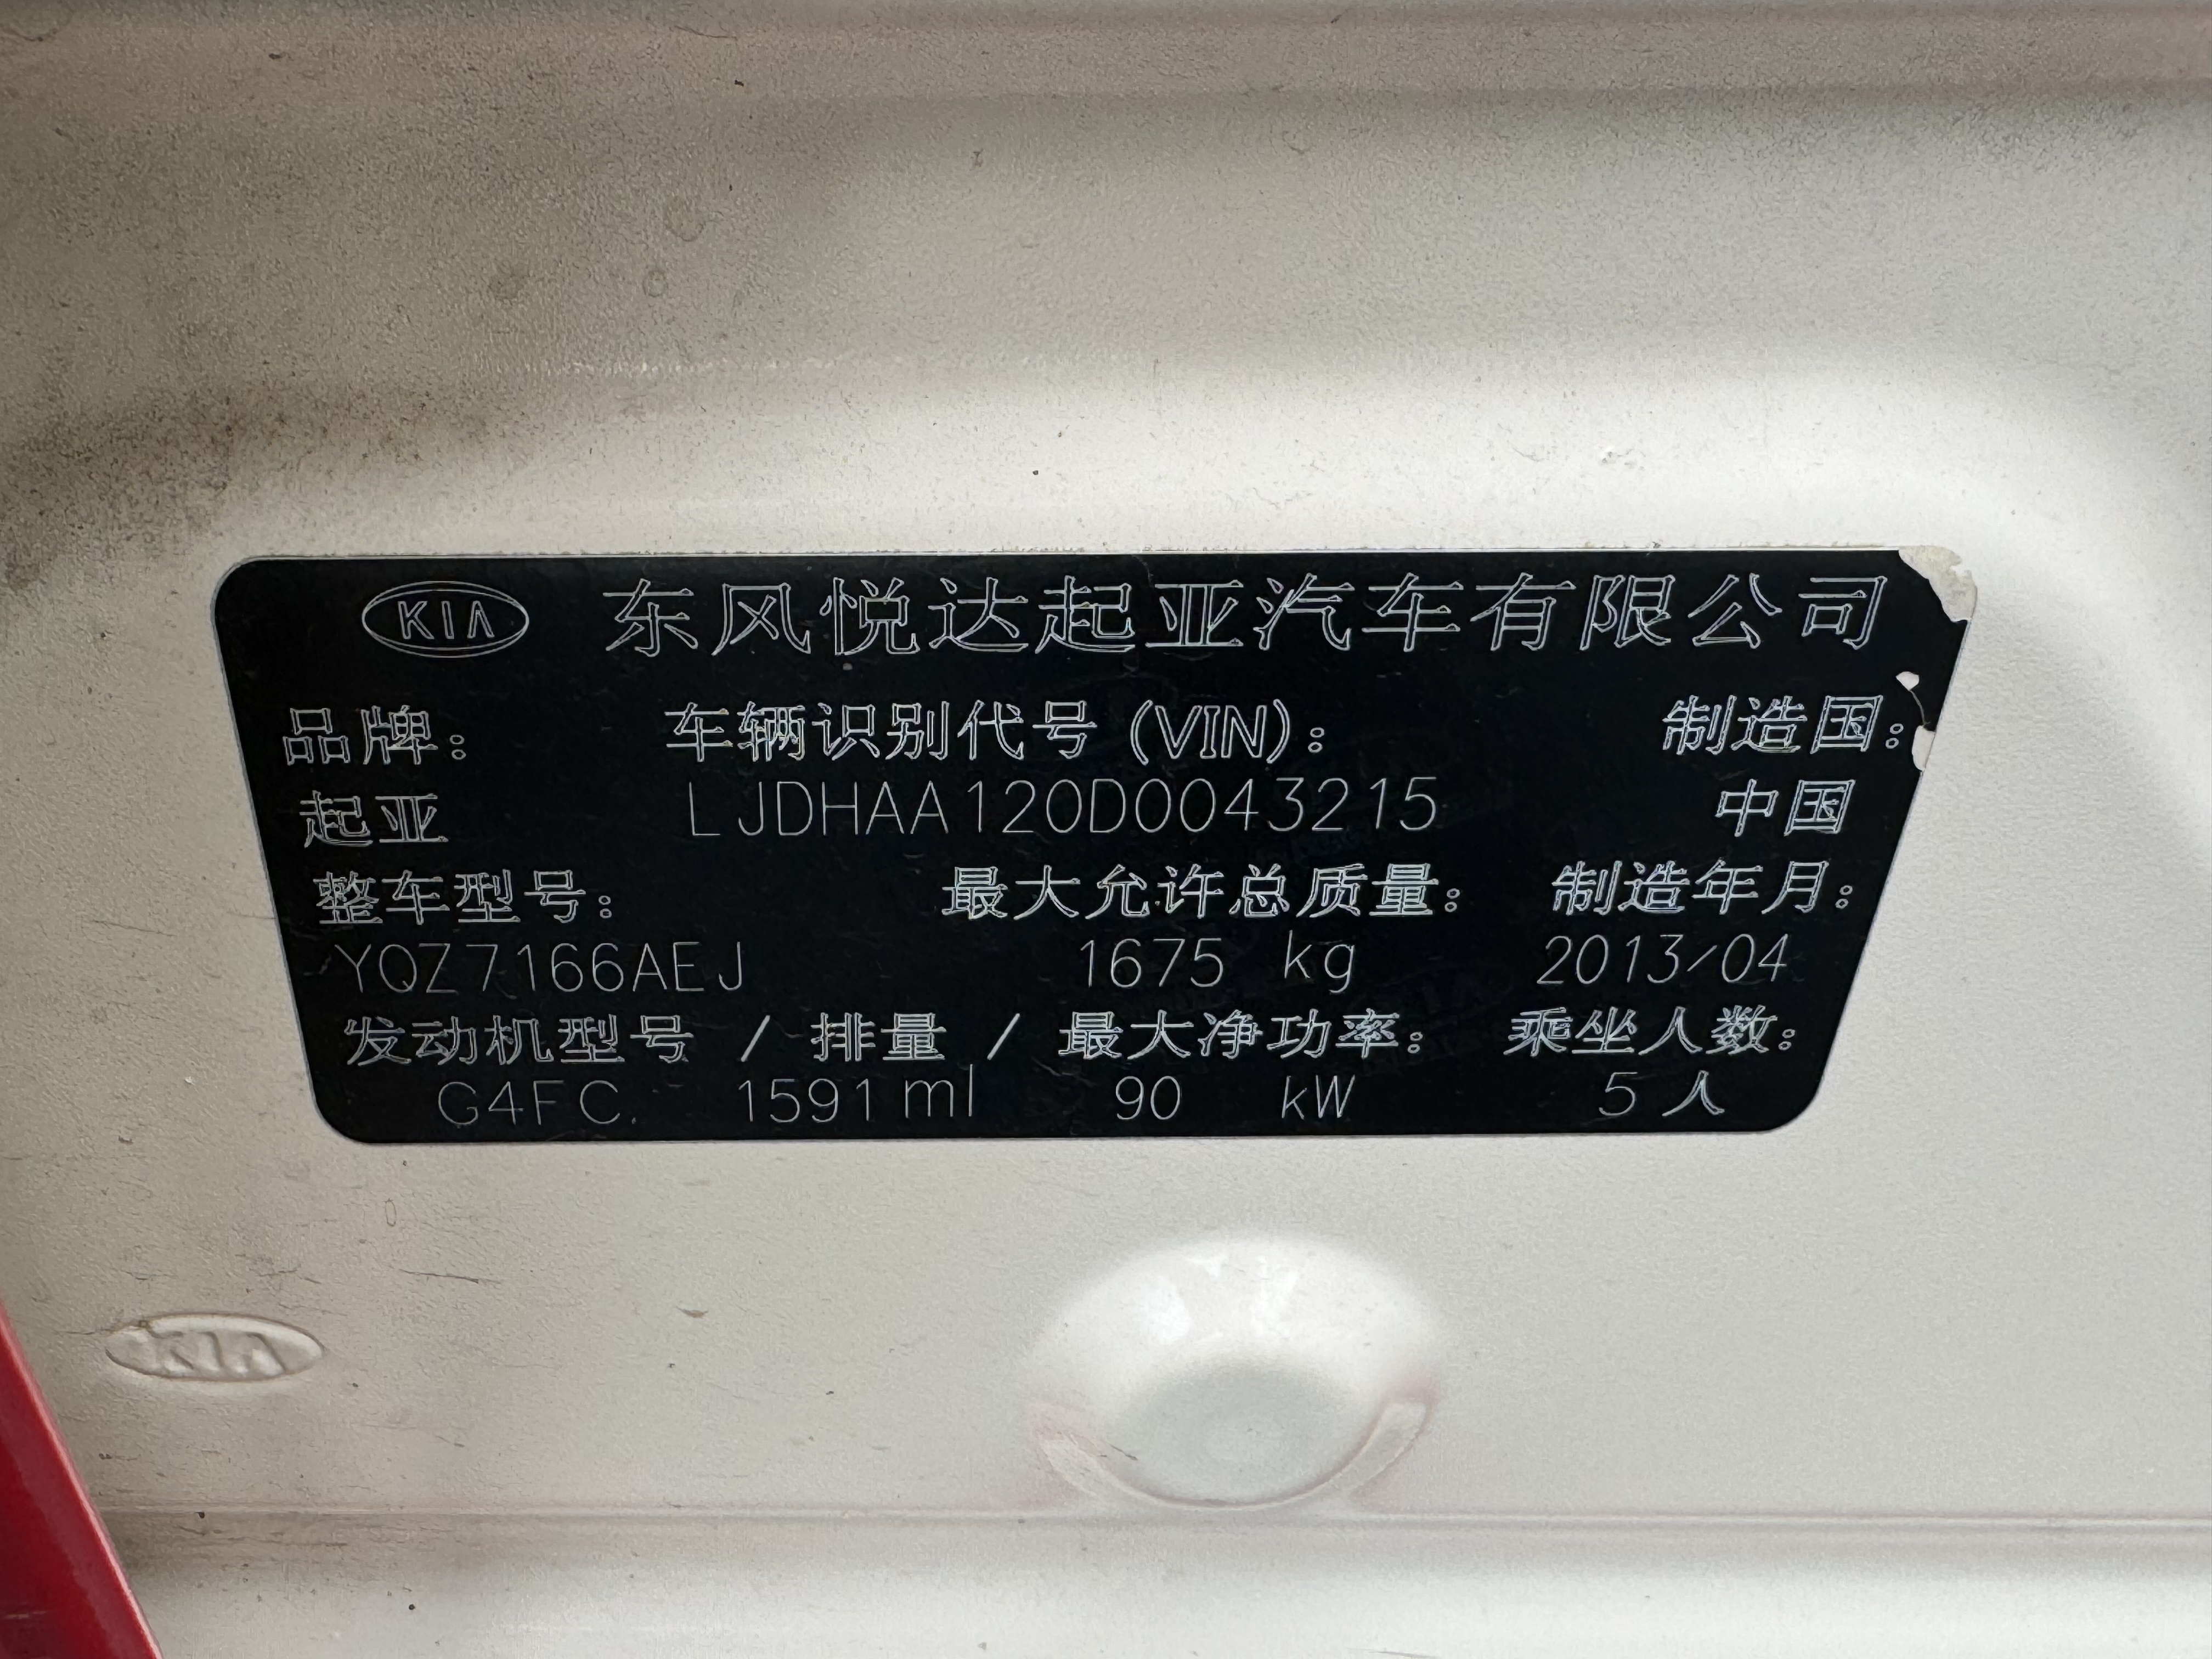 KIA 东风悦达起亚汽车有限公司
品牌: 车辆识别代号(VIN): 制造国:
起亚 LJDHAA120D0043215 中国
整车型号: 最大允许总质量: 制造年月:
YQZ7166AEJ 1675 kg 2013/04
发动机型号 / 排量 / 最大净功率: 乘坐人数:
G4FC. 1591ml 90 kW 5人
KIA